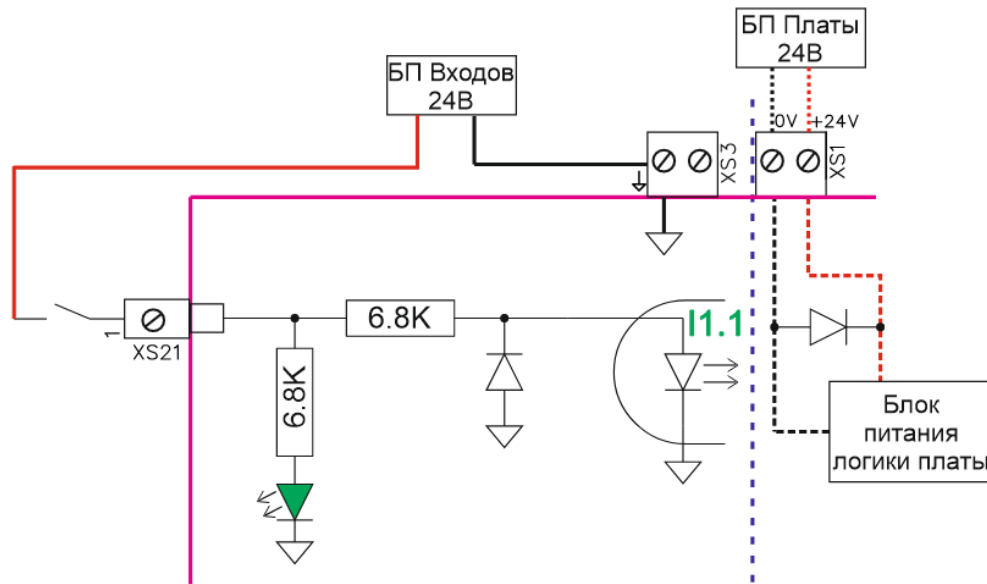 БП Платы
24В
БП Входов
24В
0V
+24V
XS3
XS1
I1.1
6.8K
1
XS21
6.8K
Блок
питания
логики платы